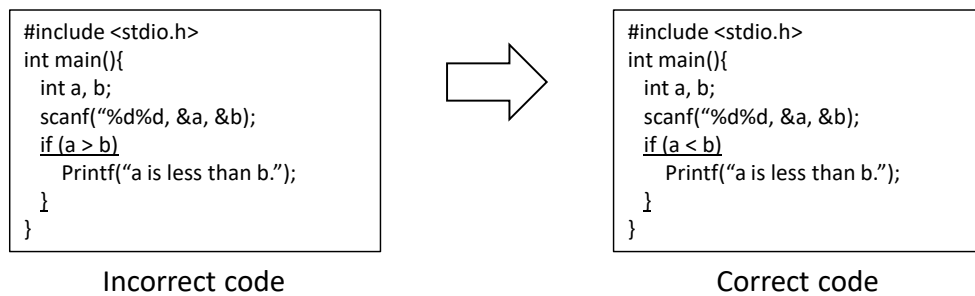 #include <stdio.h>
int main(){
int a, b;
scanf(“%d%d, &a, &b);
if (a > b)
Printf(“a is less than b.”);
}
}
Incorrect code
#include <stdio.h>
int main(){
int a, b;
scanf(“%d%d, &a, &b);
if (a < b)
Printf(“a is less than b.”);
}
}
Correct code